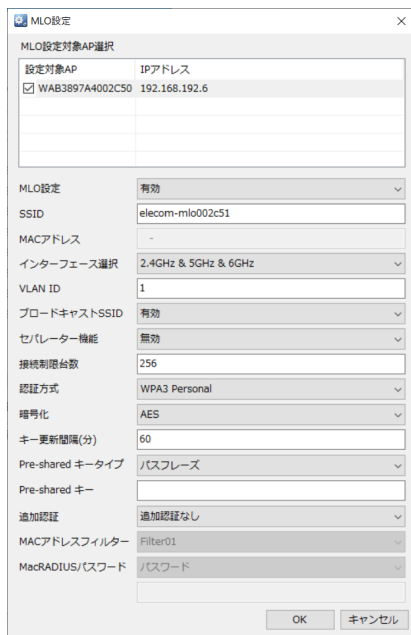 MLO設定
MLO設定対象AP選択
設定対象AP IPアドレス
WAB3897A4002C50 192.168.192.6
MLO設定 有効
SSID elecom-mlo002c51
MACアドレス -
インターフェース選択 2.4GHz & 5GHz & 6GHz
VLAN ID 1
ブロードキャストSSID 有効
セパレーター機能 無効
接続制限台数 256
認証方式 WPA3 Personal
暗号化 AES
キー更新間隔(分) 60
Pre-shared キータイプ パスフレーズ
Pre-shared キー
追加認証 追加認証なし
MACアドレスフィルター Filter01
MacRADIUSパスワード パスワード
OK キャンセル